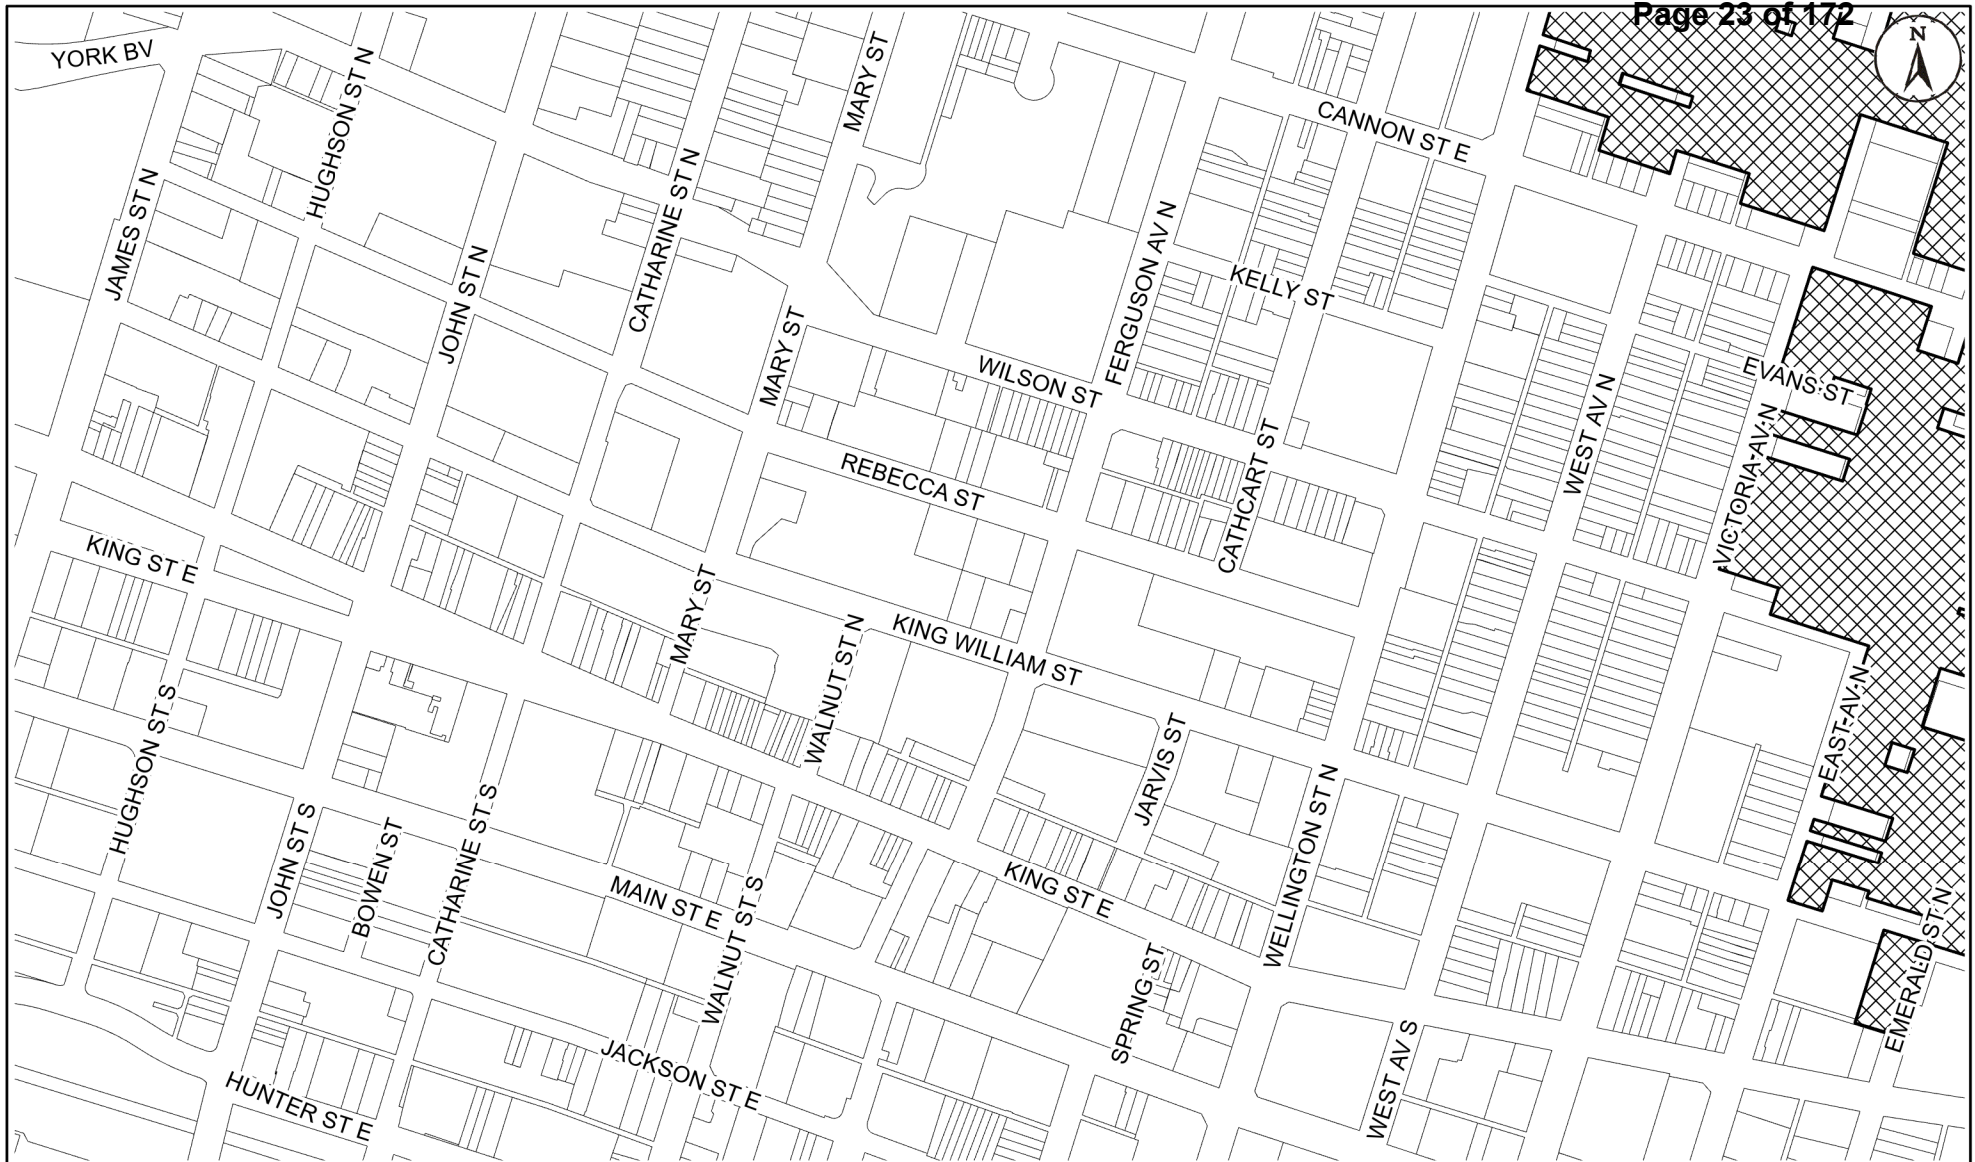 Page 23 of 172
N
YORK BV
HUGHSON ST N
MARY ST
CANNON ST E
JAMES ST N
JOHN ST N
CATHARINE ST N
FERGUSON AV N
KELLY ST
MARY ST
WILSON ST
EVANS ST
WEST AV N
VICTORIA AV N
REBECCA ST
CATHCART ST
KING ST E
MARY ST
WALNUT ST N
KING WILLIAM ST
EAST AV N
HUGHSON ST S
JARVIS ST
WELLINGTON ST N
JOHN ST S
BOWEN ST
CATHARINE ST S
MAIN ST E
WALNUT ST S
KING ST E
SPRING ST
EMERALD ST N
WEST AV S
JACKSON ST E
HUNTER ST E